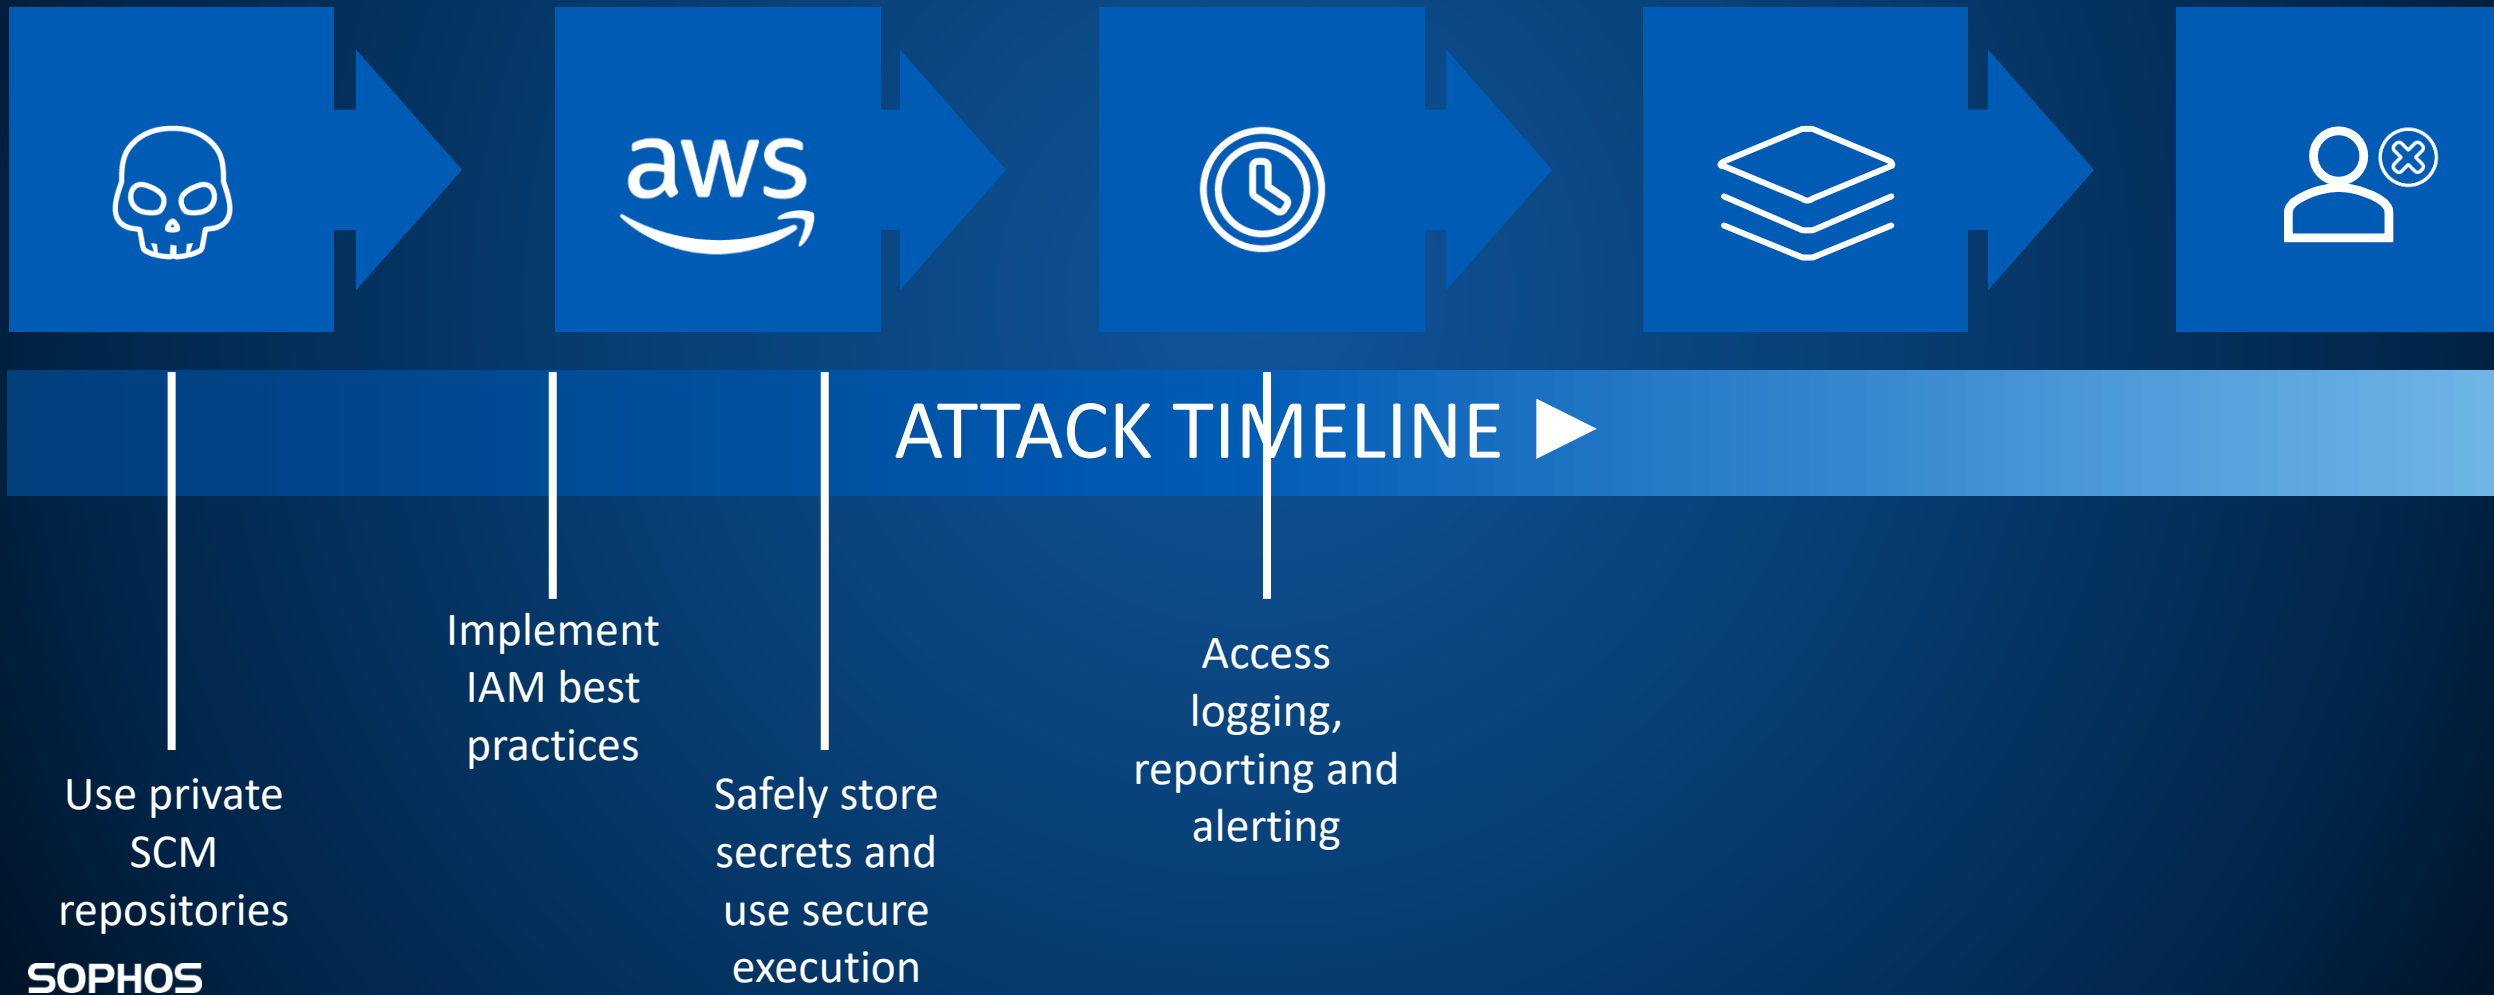 aws
ATTACK TIMELINE
Use private
SCM
repositories
Implement
IAM best
practices
Safely store
secrets and
use secure
execution
Access
logging,
reporting and
alerting
SOPHOS